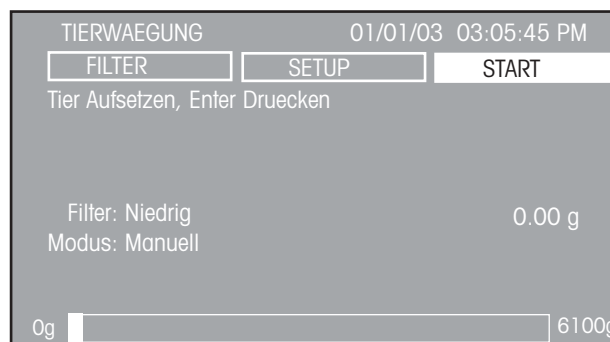 TIERWAEGUNG 01/01/03 03:05:45 PM
FILTER SETUP START
Tier Aufsetzen, Enter Druecken
Filter: Niedrig 0.00 g
Modus: Manuell
0g 6100g